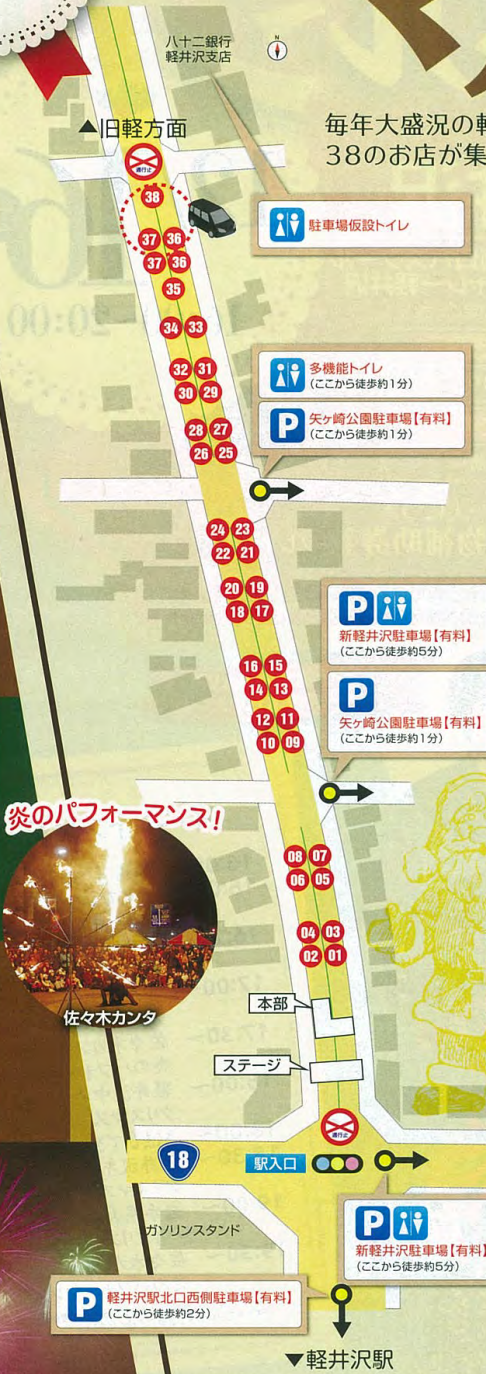 八十二銀行
軽井沢支店
N
▲旧軽方面
毎年大盛況の軽
38のお店が集
通行止
38
駐車場仮設トイレ
37 36
37 36
35
34 33
32 31
30 29
多機能トイレ
(ここから徒歩約1分)
P 矢ヶ崎公園駐車場【有料】
(ここから徒歩約1分)
28 27
26 25
24 23
22 21
20 19
18 17
P
新軽井沢駐車場【有料】
(ここから徒歩約5分)
16 15
14 13
P
矢ヶ崎公園駐車場【有料】
(ここから徒歩約1分)
12 11
10 09
炎のパフォーマンス!
08 07
06 05
04 03
02 01
佐々木カンタ
本部
ステージ
通行止
18
駅入口
ガソリンスタンド
P
新軽井沢駐車場【有料】
(ここから徒歩約5分)
P 軽井沢駅北口西側駐車場【有料】
(ここから徒歩約2分)
▼軽井沢駅